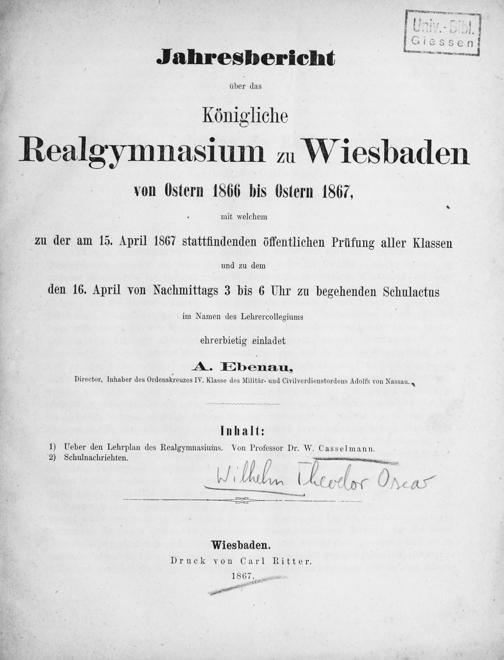 Univ.-Bibl.
Giessen
Jahresbericht
über das
Königliche
Realgymnasium zu Wiesbaden
von Ostern 1866 bis Ostern 1867,
mit welchem
zu der am 15. April 1867 stattfindenden öffentlichen Prüfung aller Klassen
und zu dem
den 16. April von Nachmittags 3 bis 6 Uhr zu begehenden Schulactus
im Namen des Lehrercollegiums
ehrerbietig einladet
A. Ebenau,
Director, Inhaber des Ordenskreuzes IV. Klasse des Militär- und Civilverdienstordens Adolfs von Nassau.
Inhalt:
1) Ueber den Lehrplan des Realgymnasiums. Von Professor Dr. W. Casselmann.
2) Schulnachrichten.
Wilhelm Theodor Oscar
Wiesbaden.
Druck von Carl Ritter.
1867.